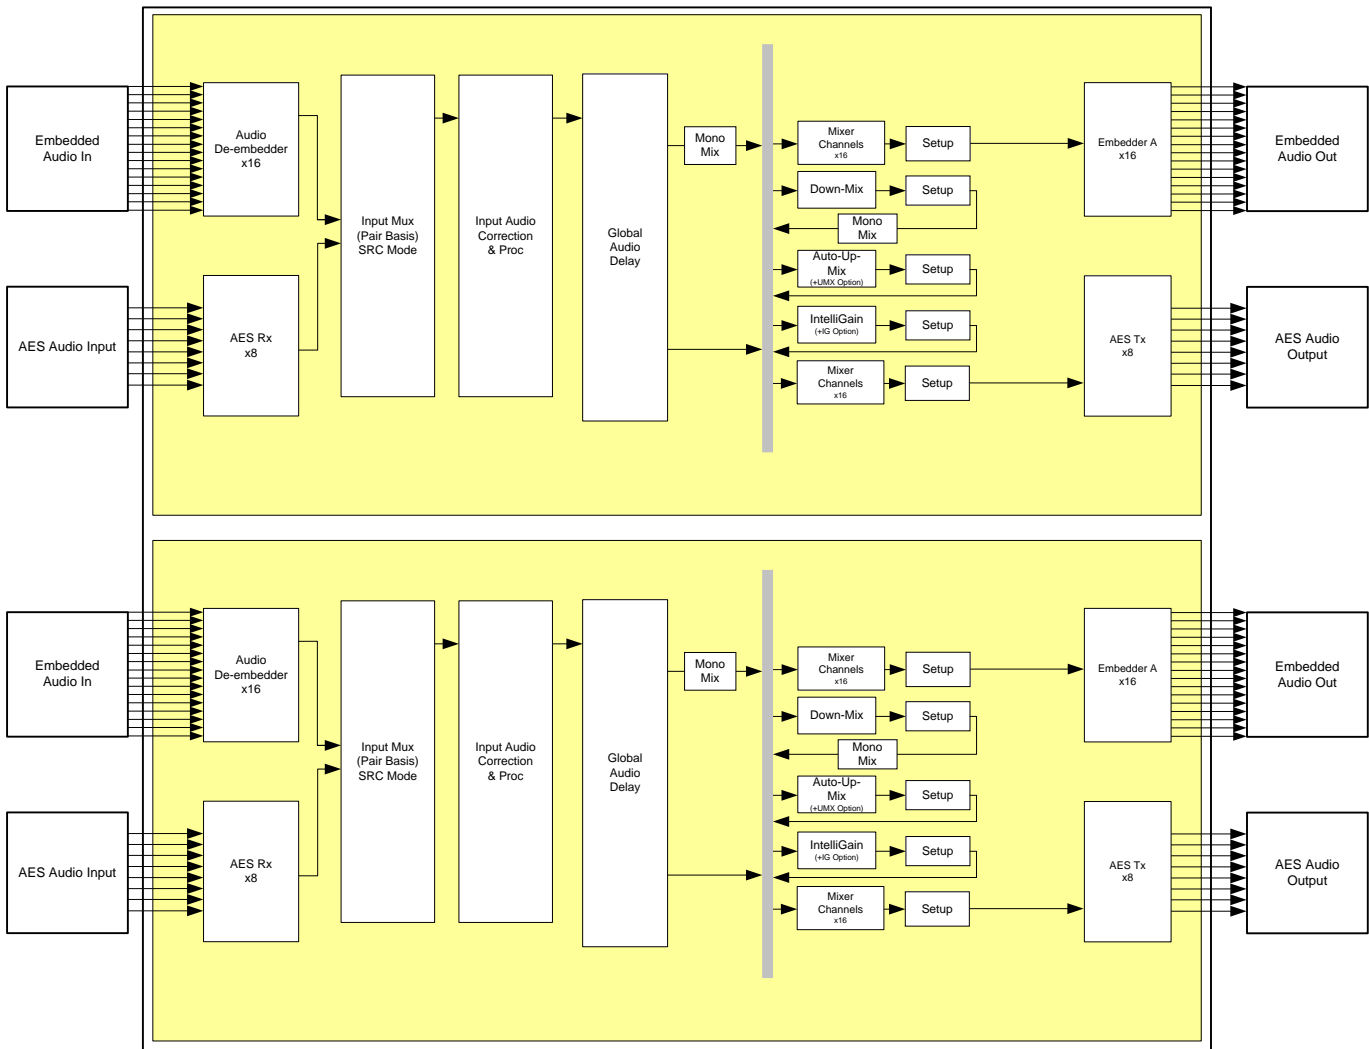 Embedded
Audio In
Audio
De-embedder
x16
AES Audio Input
AES Rx
x8
Input Mux
(Pair Basis)
SRC Mode
Input Audio
Correction
& Proc
Global
Audio
Delay
Mono
Mix
Mixer
Channels
x16
Setup
Down-Mix
Setup
Mono
Mix
Auto-Up-
Mix
(+UMX Option)
Setup
IntelliGain
(+IG Option)
Setup
Mixer
Channels
x16
Setup
Embedder A
x16
AES Tx
x8
Embedded
Audio Out
AES Audio
Output
Embedded
Audio In
Audio
De-embedder
x16
AES Audio Input
AES Rx
x8
Input Mux
(Pair Basis)
SRC Mode
Input Audio
Correction
& Proc
Global
Audio
Delay
Mono
Mix
Mixer
Channels
x16
Setup
Down-Mix
Setup
Mono
Mix
Auto-Up-
Mix
(+UMX Option)
Setup
IntelliGain
(+IG Option)
Setup
Mixer
Channels
x16
Setup
Embedder A
x16
AES Tx
x8
Embedded
Audio Out
AES Audio
Output